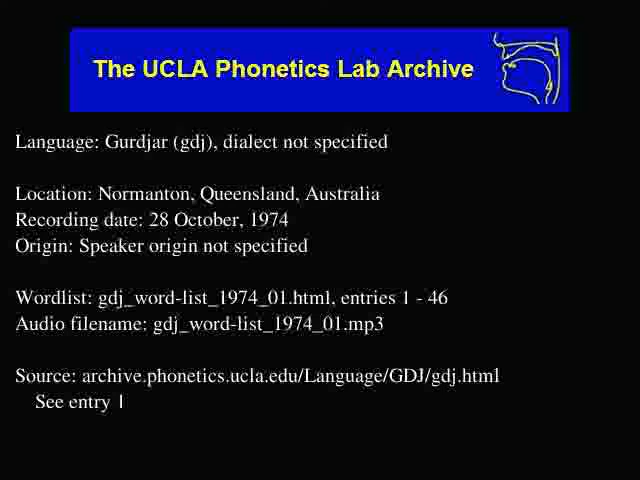 The UCLA Phonetics Lab Archive
Language: Gurdjar (gdj), dialect not specified
Location: Normanton, Queensland, Australia
Recording date: 28 October, 1974
Origin: Speaker origin not specified
Wordlist: gdj_word-list_1974_01.html, entries 1 - 46
Audio filename: gdj_word-list_1974_01.mp3
Source: archive.phonetics.ucla.edu/Language/GDJ/gdj.html
See entry 1